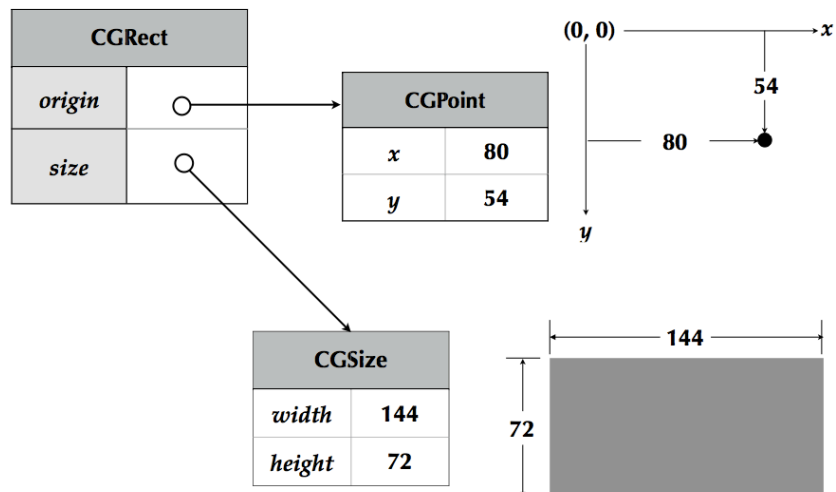 CGRect
origin
size
CGPoint
x 80
y 54
(0, 0) x
54
80
y
CGSize
width 144
height 72
144
72